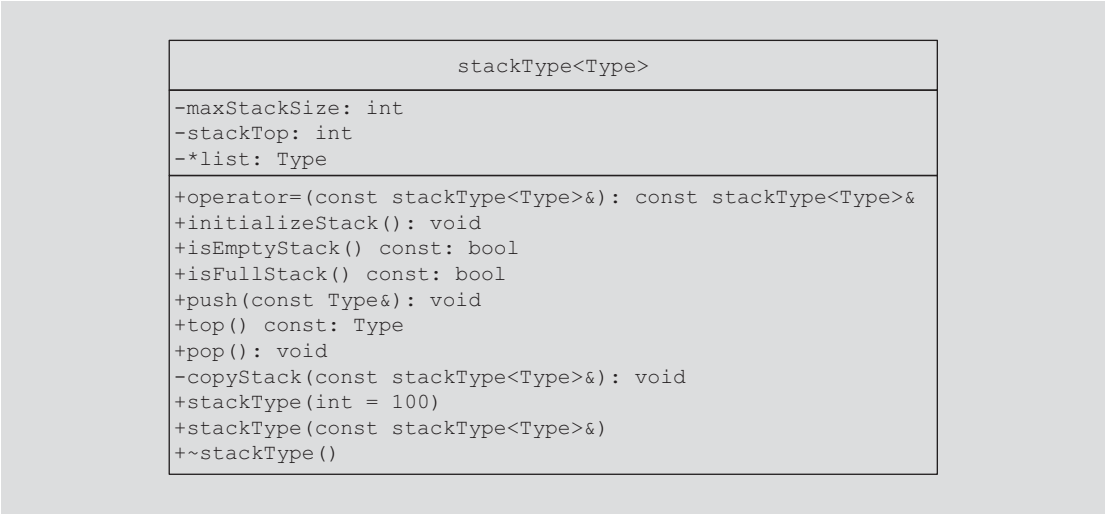 stackType<Type>
-maxStackSize: int
-stackTop: int
-*list: Type
+operator=(const stackType<Type>&): const stackType<Type>&
+initializeStack(): void
+isEmptyStack() const: bool
+isFullStack() const: bool
+push(const Type&): void
+top() const: Type
+pop(): void
-copyStack(const stackType<Type>&): void
+stackType(int = 100)
+stackType(const stackType<Type>&)
+~stackType()